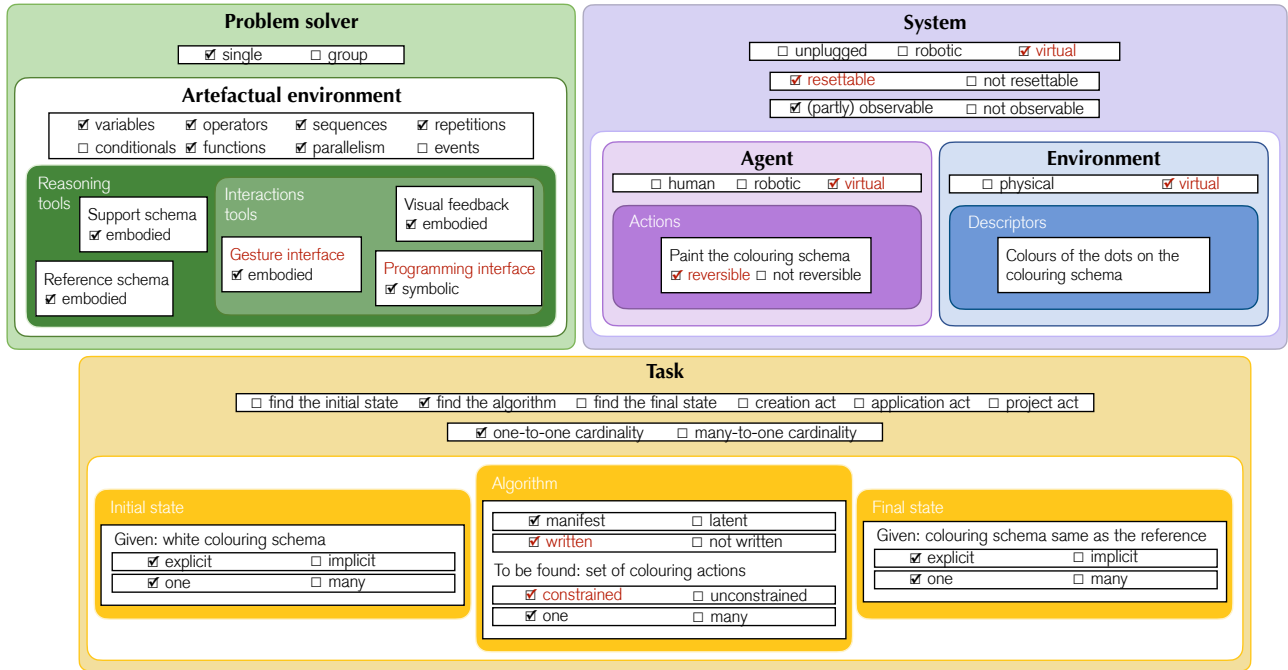 Problem solver
☑ single ☐ group
Artefactual environment
☑ variables ☑ operators ☑ sequences ☑ repetitions
☐ conditionals ☑ functions ☑ parallelism ☐ events
Reasoning
tools
Support schema
☑ embodied
Reference schema
☑ embodied
Interactions
tools
Visual feedback
☑ embodied
Gesture interface
☑ embodied
Programming interface
☑ symbolic
System
☐ unplugged ☐ robotic ☑ virtual
☑ resettable ☐ not resettable
☑ (partly) observable ☐ not observable
Agent
☐ human ☐ robotic ☑ virtual
Actions
Paint the colouring schema
☑ reversible ☐ not reversible
Environment
☐ physical ☑ virtual
Descriptors
Colours of the dots on the
colouring schema
Task
☐ find the initial state ☑ find the algorithm ☐ find the final state ☐ creation act ☐ application act ☐ project act
☑ one-to-one cardinality ☐ many-to-one cardinality
Initial state
Given: white colouring schema
☑ explicit ☐ implicit
☑ one ☐ many
Algorithm
☑ manifest ☐ latent
☑ written ☐ not written
To be found: set of colouring actions
☑ constrained ☐ unconstrained
☑ one ☐ many
Final state
Given: colouring schema same as the reference
☑ explicit ☐ implicit
☑ one ☐ many